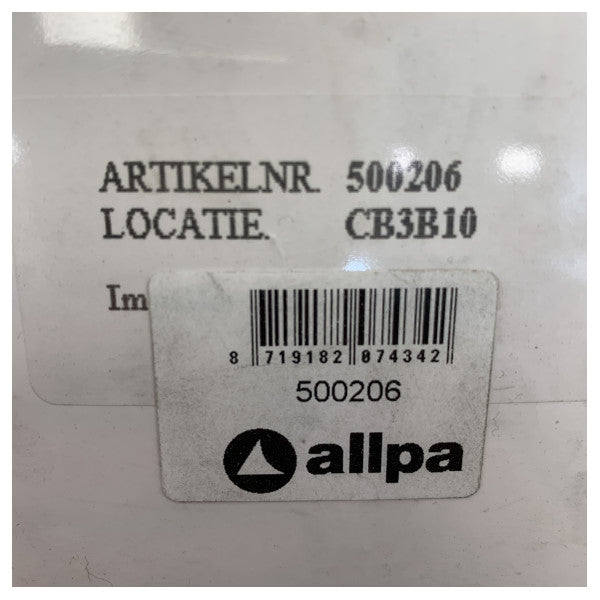 ARTIKELNR. 500206
LOCATIE. CB3B10
Im
8 719182 074342
500206
allpa